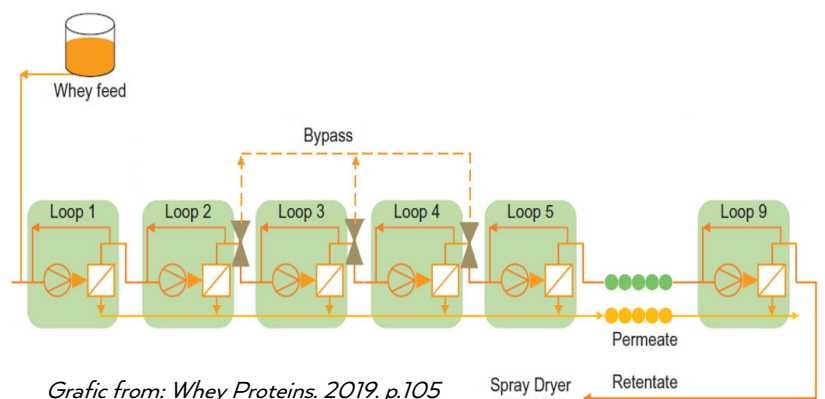 Whey feed
Bypass
Loop 1
Loop 2
Loop 3
Loop 4
Loop 5
Loop 9
Permeate
Spray Dryer
Retentate
Grafic from: Whey Proteins. 2019. p.105